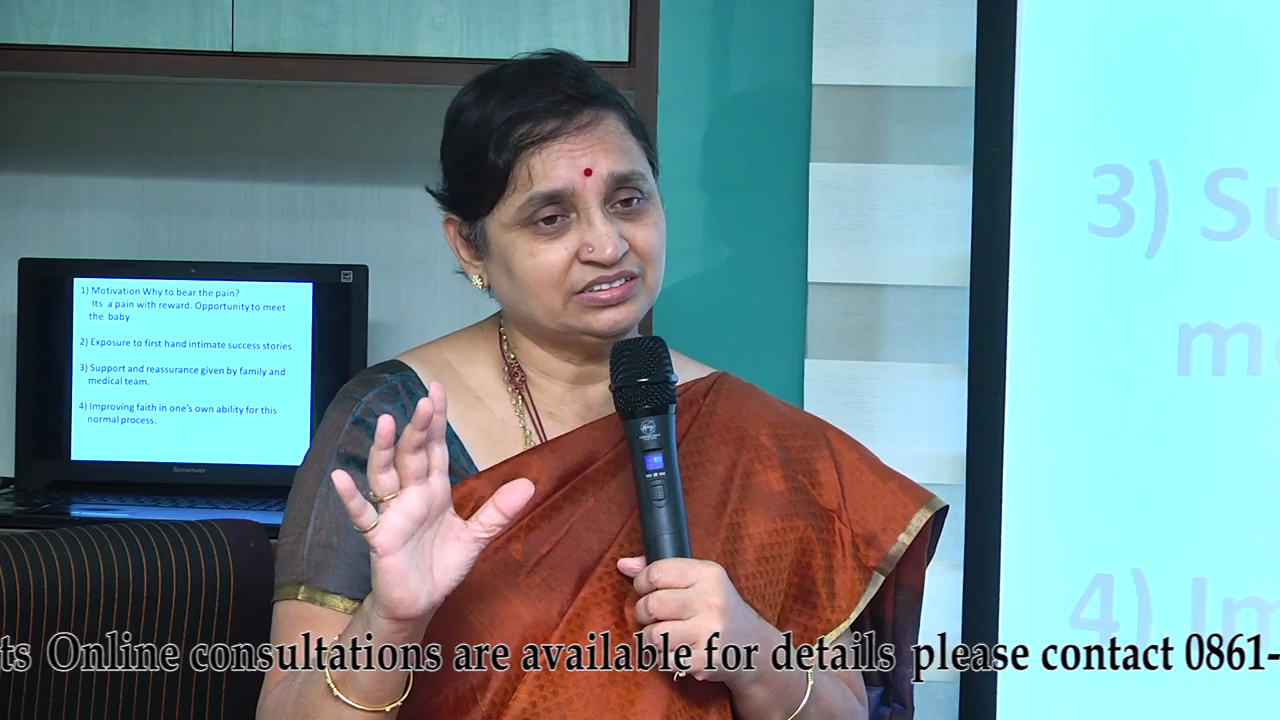 1) Motivation Why to bear the pain?
Its a pain with reward. Opportunity to meet
the baby
2) Exposure to first hand intimate success stories
3) Support and reassurance given by family and
medical team.
4) Improving faith in one's own ability for this
normal process.
Lenovo
3) Su
me
4) Im
ts Online consultations are available for details please contact 0861-